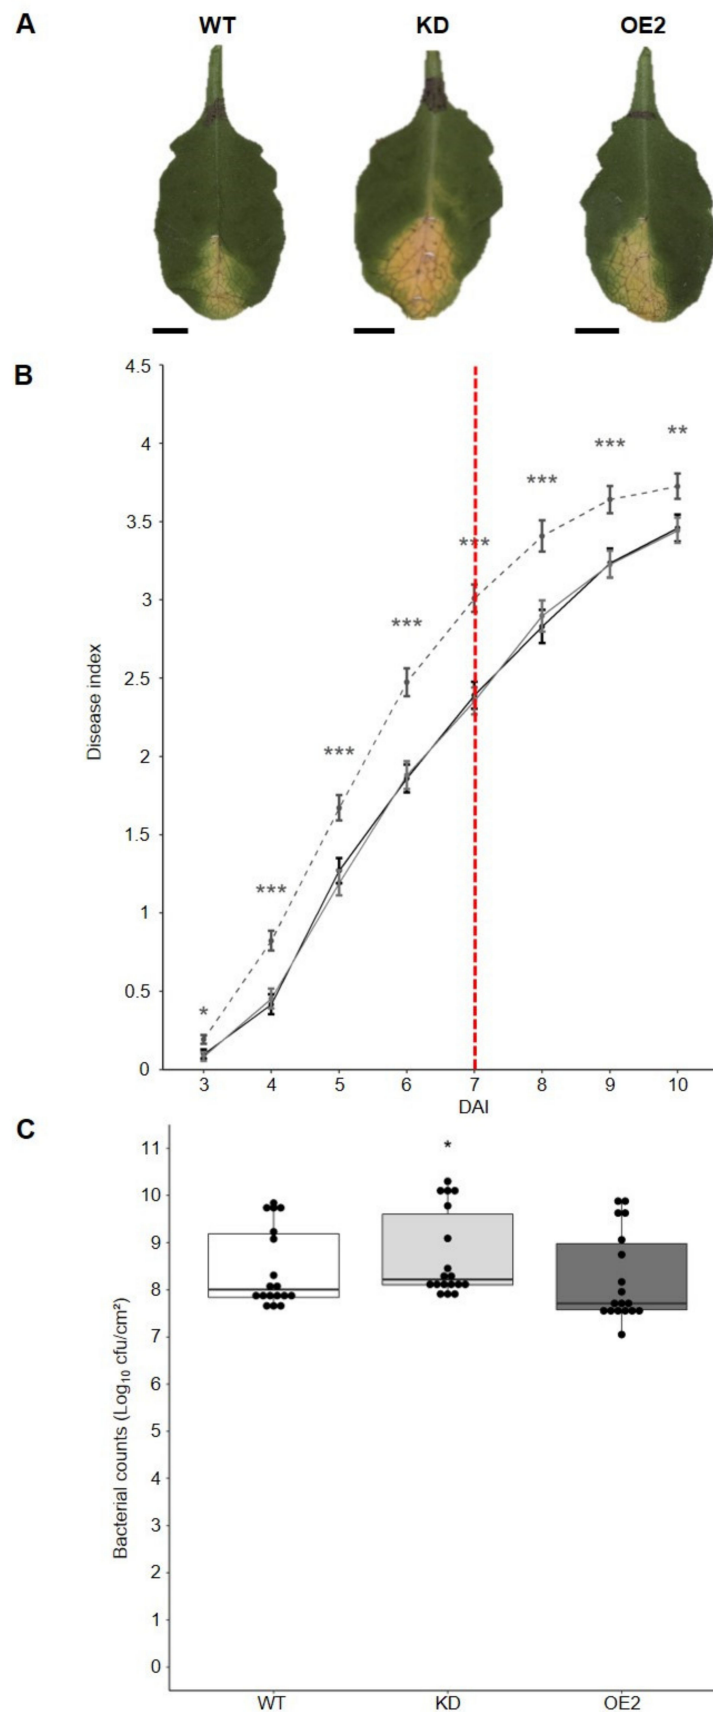 A
WT KD OE2
B
4.5
4
3.5
3
2.5
2
1.5
1
0.5
0
Disease index
* *** *** *** *** *** *** **
3 4 5 6 7 8 9 10
DAI
C
11
10
9
8
7
6
5
4
3
2
1
0
Bacterial counts (Log₁₀ cfu/cm²)
*
WT KD OE2